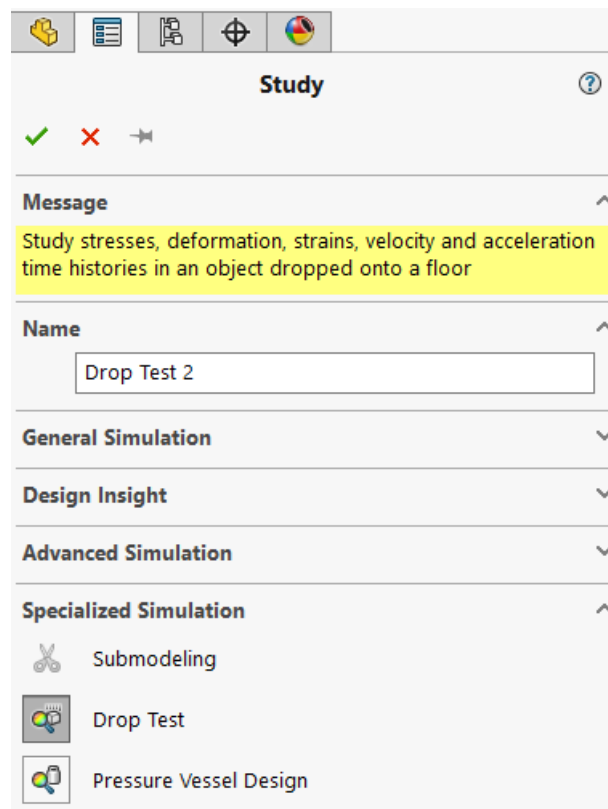 Study
Message
Study stresses, deformation, strains, velocity and acceleration
time histories in an object dropped onto a floor
Name
Drop Test 2
General Simulation
Design Insight
Advanced Simulation
Specialized Simulation
Submodeling
Drop Test
Pressure Vessel Design